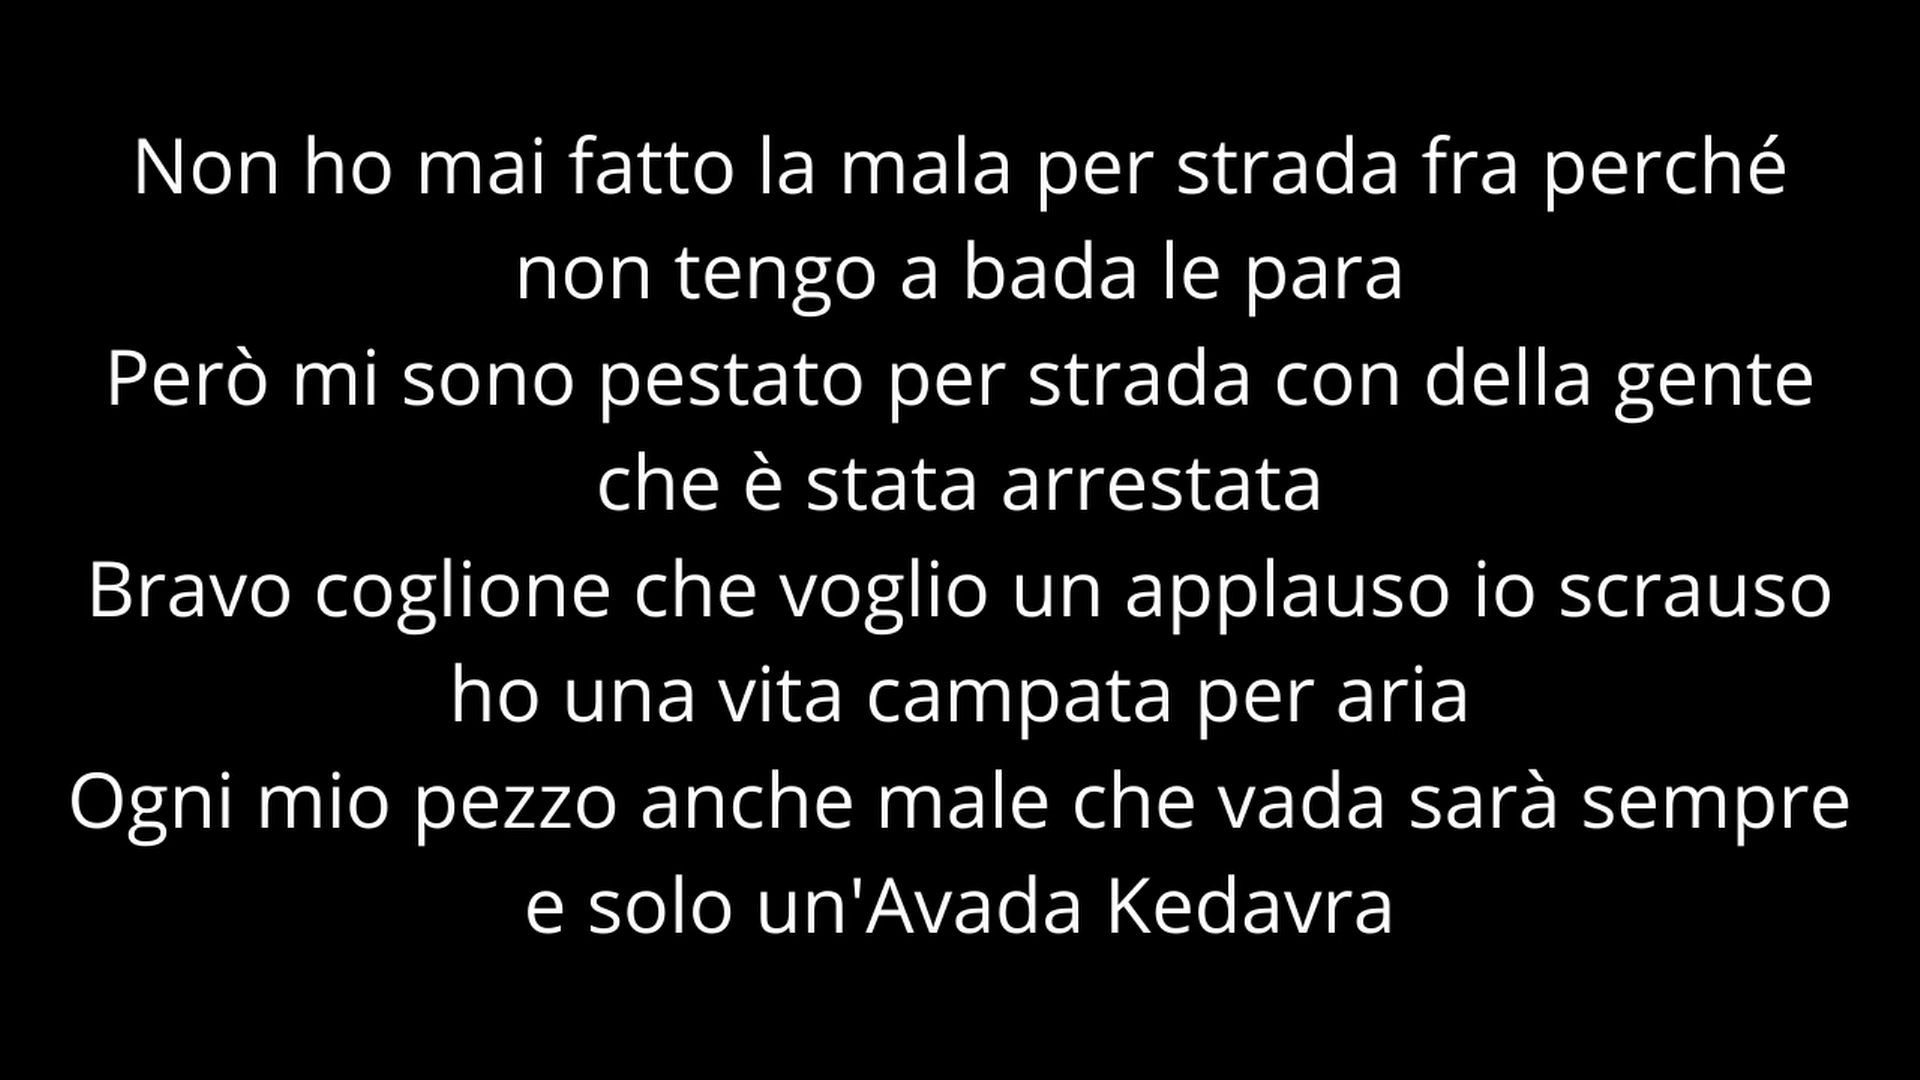 Non ho mai fatto la mala per strada fra perché
non tengo a bada le para
Però mi sono pestato per strada con della gente
che è stata arrestata
Bravo coglione che voglio un applauso io scrauso
ho una vita campata per aria
Ogni mio pezzo anche male che vada sarà sempre
e solo un'Avada Kedavra